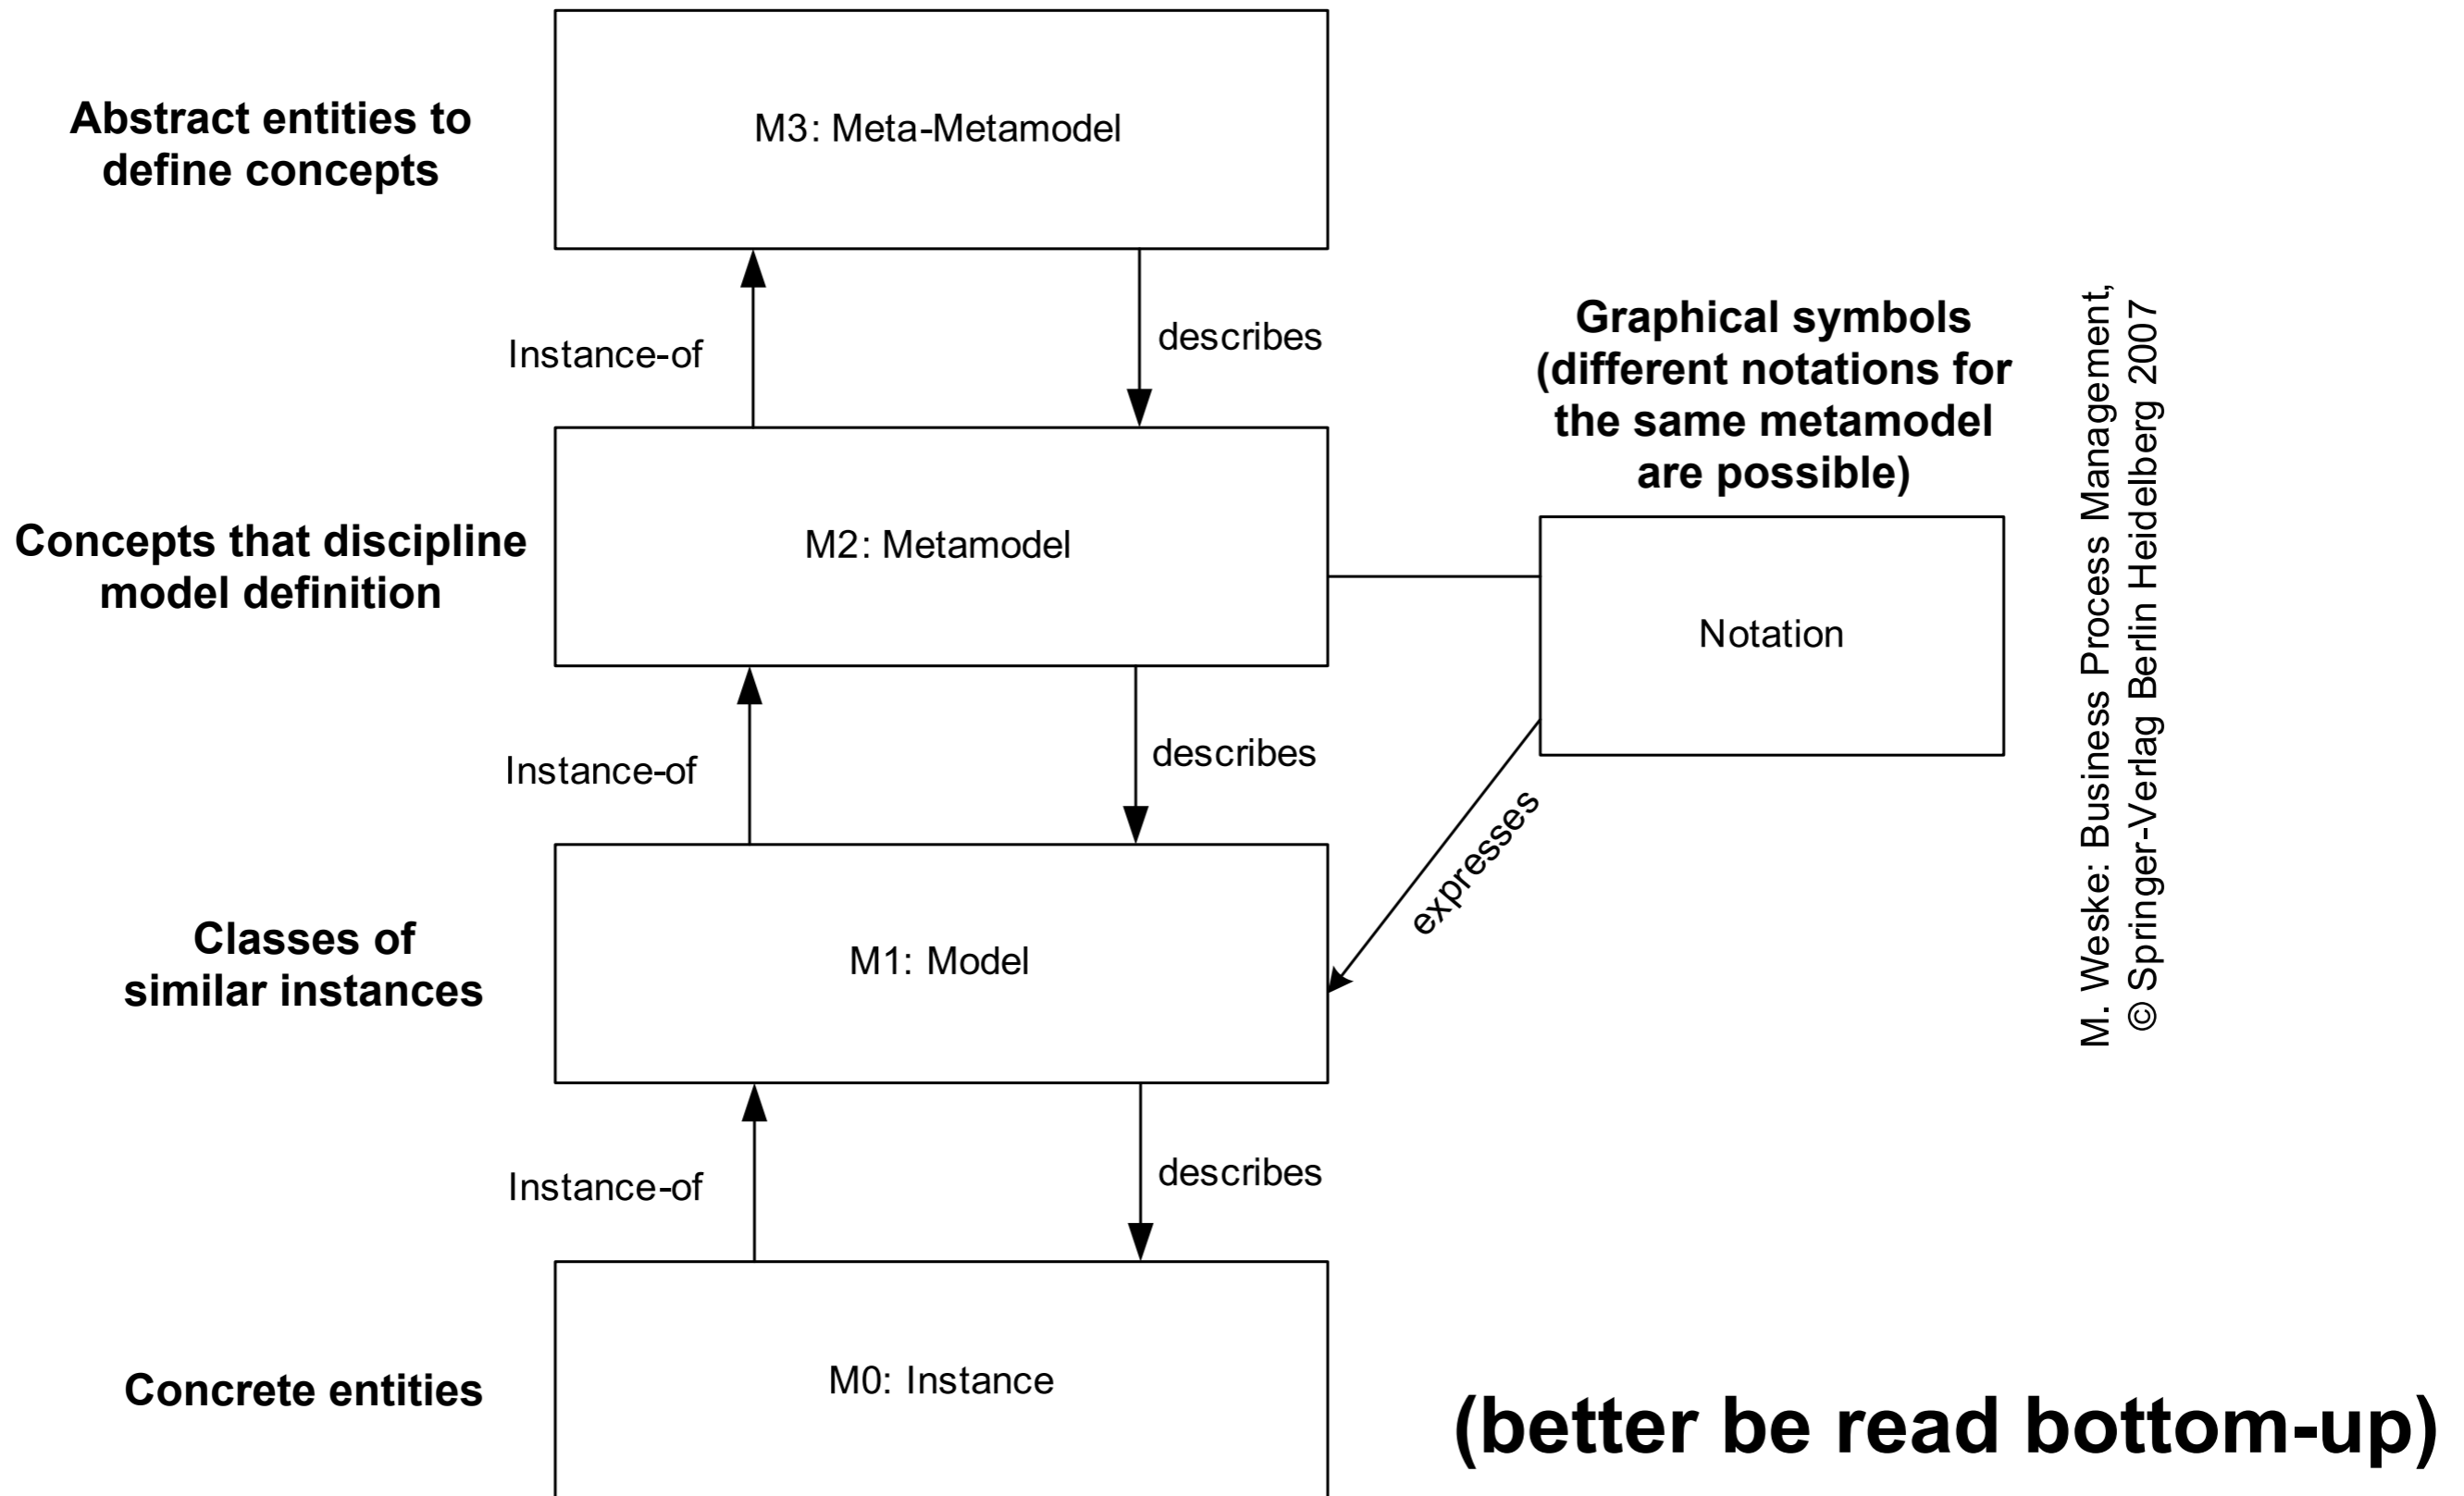 Abstract entities to
define concepts
M3: Meta-Metamodel
Instance-of
describes
Graphical symbols
(different notations for
the same metamodel
are possible)
Concepts that discipline
model definition
M2: Metamodel
Notation
Instance-of
describes
expresses
Classes of
similar instances
M1: Model
Instance-of
describes
Concrete entities
M0: Instance
(better be read bottom-up)
M. Weske: Business Process Management,
© Springer-Verlag Berlin Heidelberg 2007